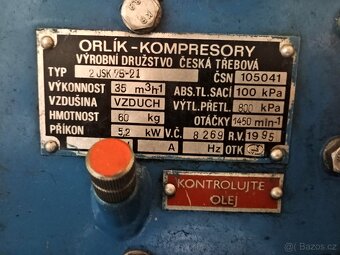 ORLÍK-KOMPRESORY
VÝROBNÍ DRUŽSTVO ČESKÁ TŘEBOVÁ
TYP 2 JSK 75-21 ČSN 105041
VÝKONNOST 35 m³h⁻¹ ABS.TL.SACÍ 100 kPa
VZDUŠINA VZDUCH VÝTL.PŘETL. 800 kPa
HMOTNOST 60 kg OTÁČKY 1450 min⁻¹
PŘÍKON 5,2 kW V.Č. 8269 R.V. 1995
A Hz OTK
KONTROLUJTE
OLEJ
Bazos.cz